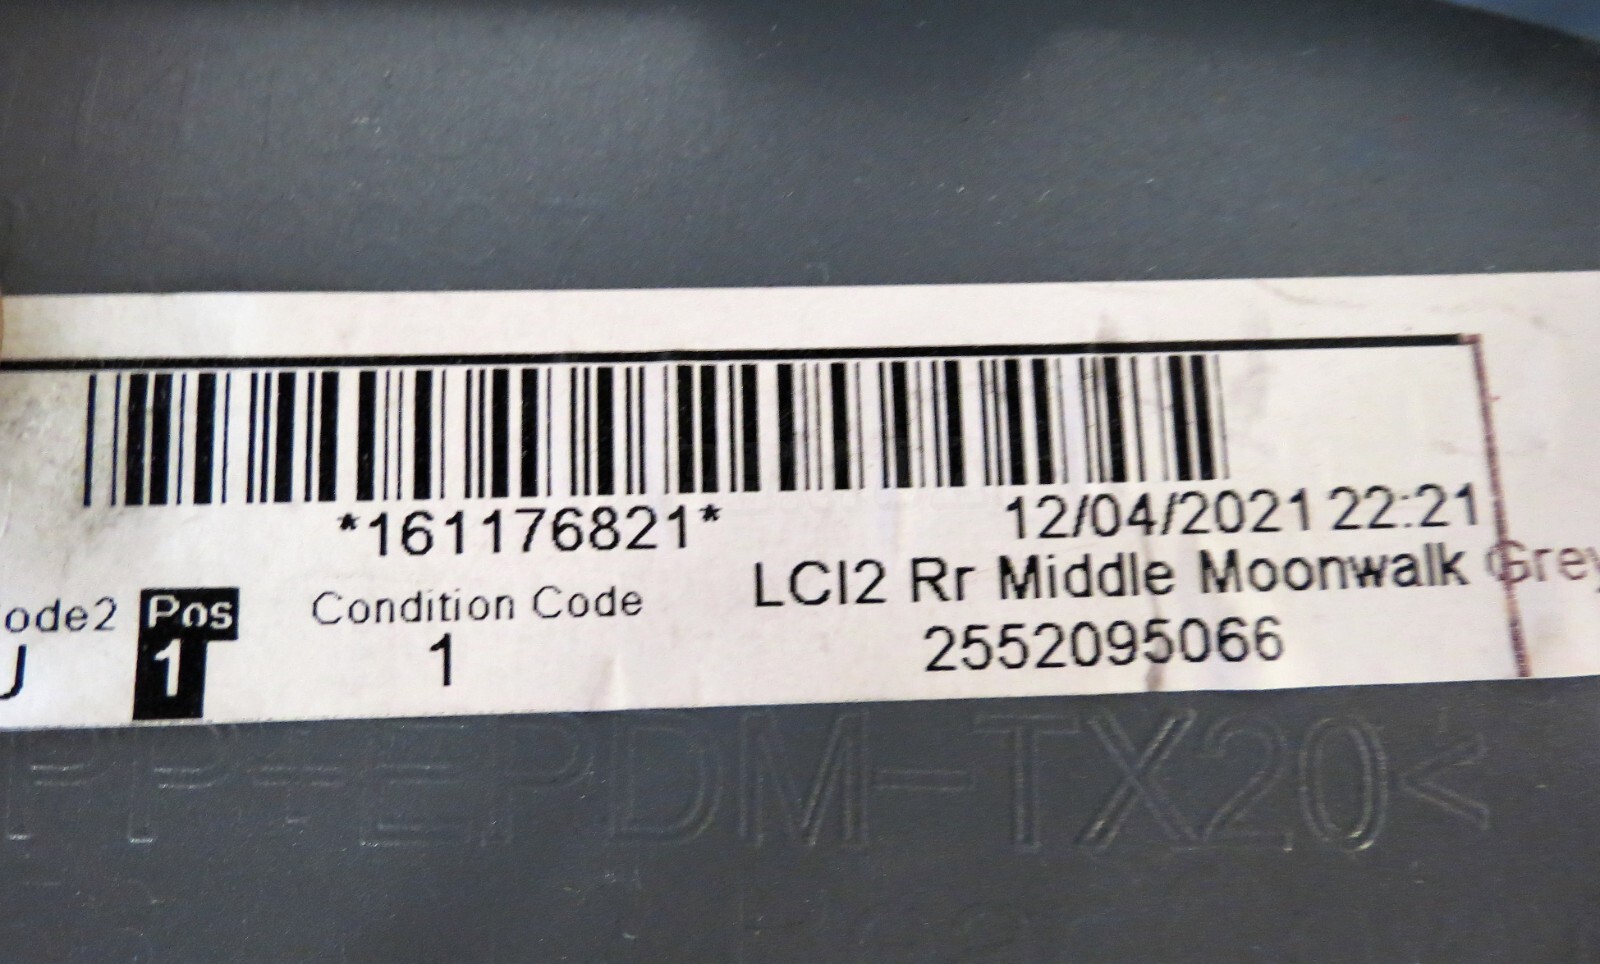 *161176821*
12/04/2021 22:21
LCI2 Rr Middle Moonwalk Grey
ode2 Pos Condition Code
J 1 1
2552095066
PP+EPDM-TX20<